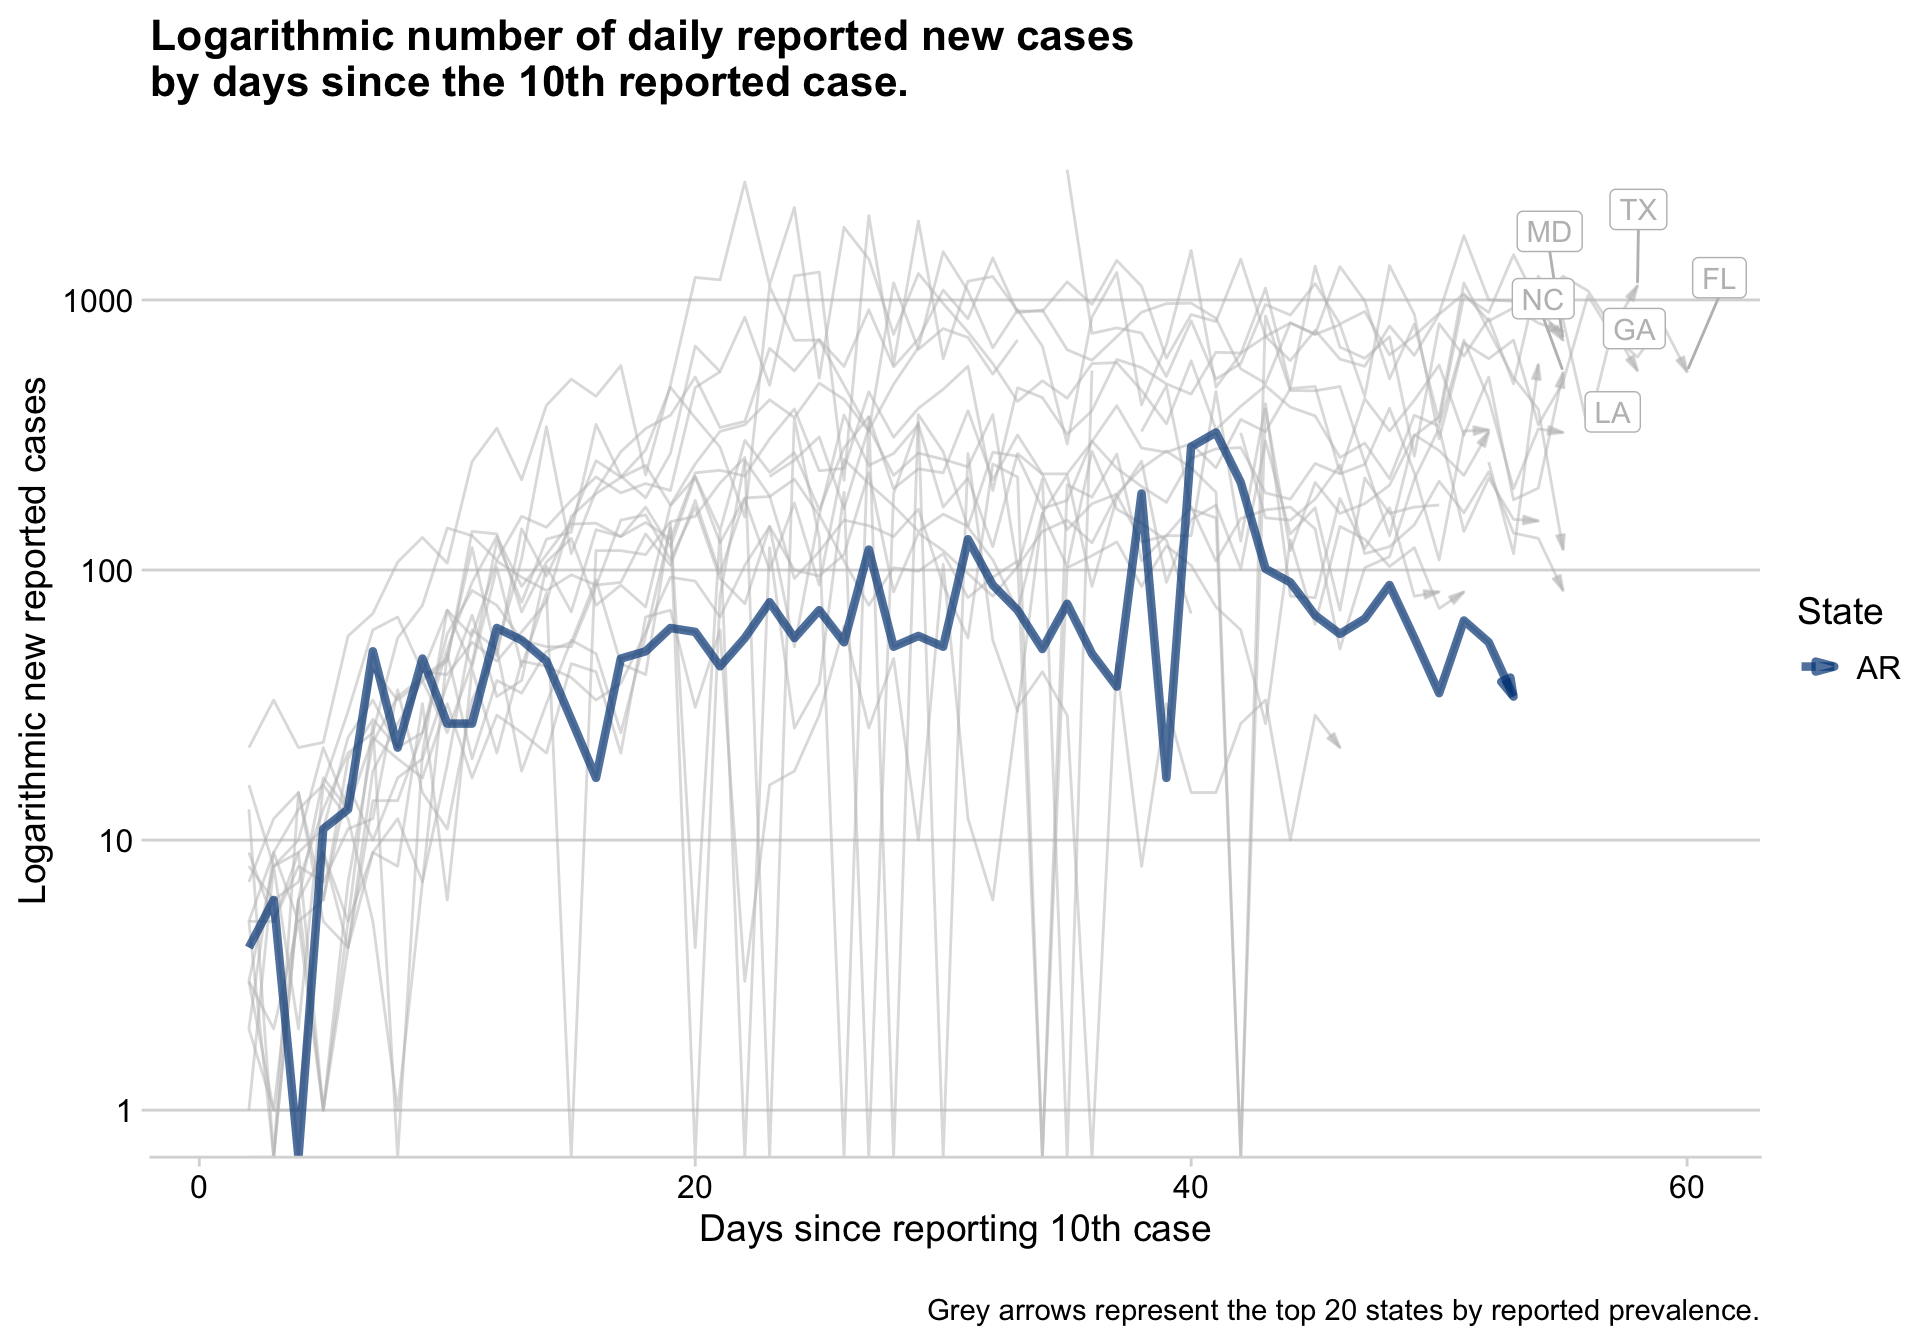 Logarithmic number of daily reported new cases
by days since the 10th reported case.
Logarithmic new reported cases
1000
100
10
1
MD
TX
FL
NC
GA
LA
State
AR
0
20
40
60
Days since reporting 10th case
Grey arrows represent the top 20 states by reported prevalence.